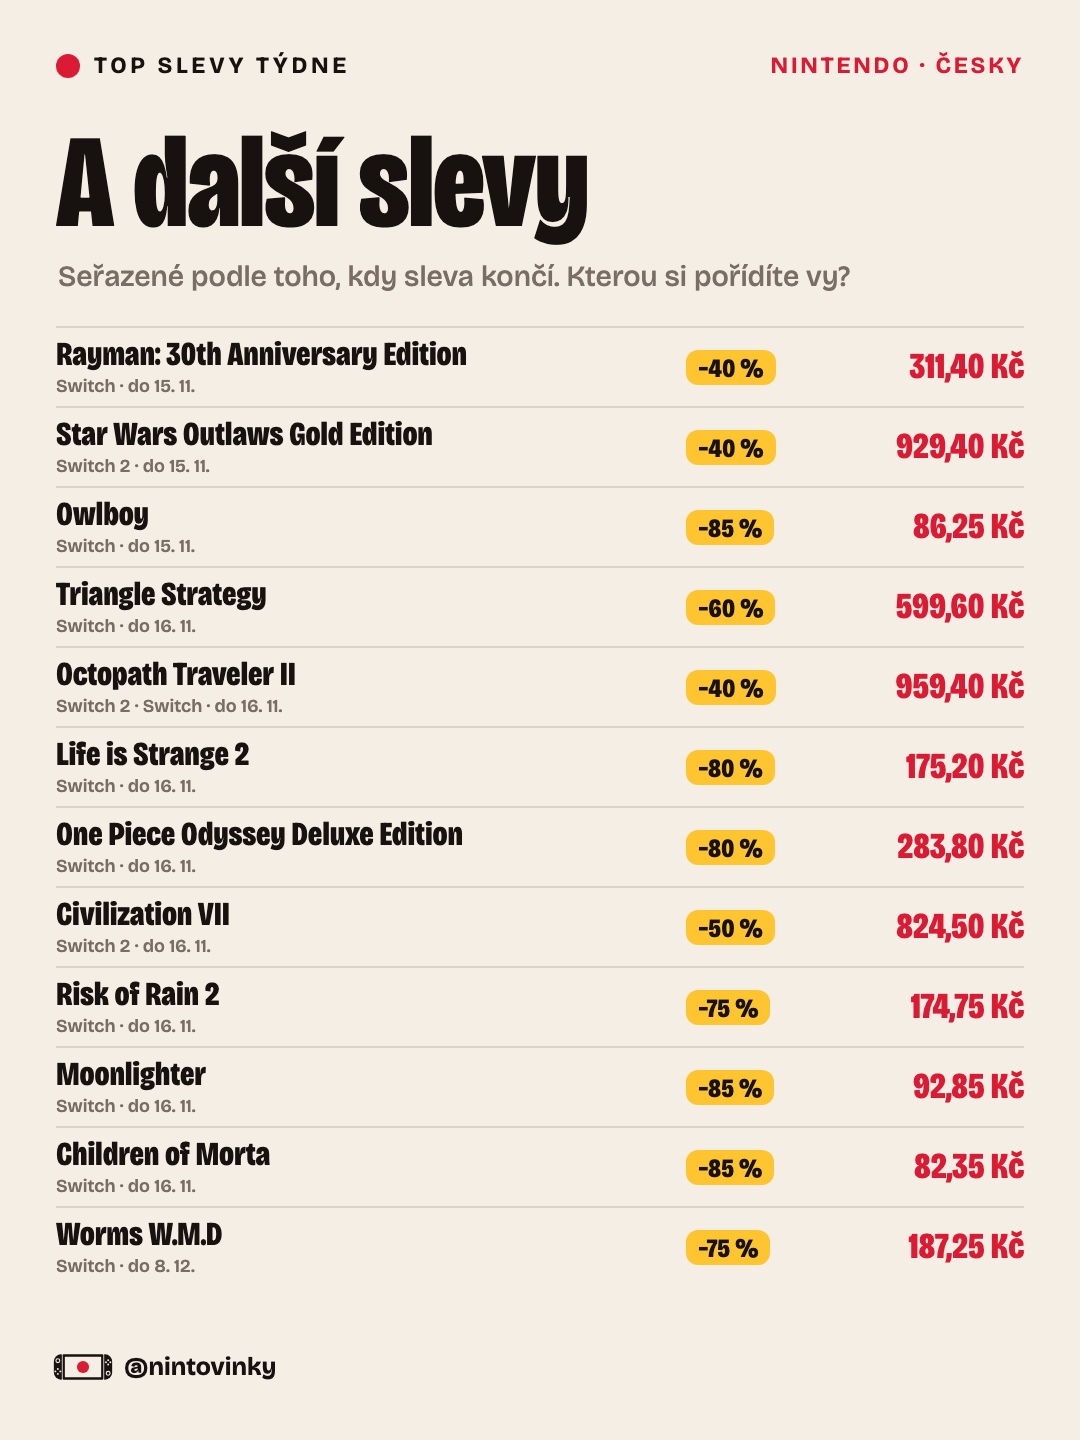 TOP SLEVY TÝDNE
NINTENDO · ČESKY
A další slevy
Seřazené podle toho, kdy sleva končí. Kterou si pořídíte vy?
Rayman: 30th Anniversary Edition
Switch · do 15. 11.
-40 %
311,40 Kč
Star Wars Outlaws Gold Edition
Switch 2 · do 15. 11.
-40 %
929,40 Kč
Owlboy
Switch · do 15. 11.
-85 %
86,25 Kč
Triangle Strategy
Switch · do 16. 11.
-60 %
599,60 Kč
Octopath Traveler II
Switch 2 · Switch · do 16. 11.
-40 %
959,40 Kč
Life is Strange 2
Switch · do 16. 11.
-80 %
175,20 Kč
One Piece Odyssey Deluxe Edition
Switch · do 16. 11.
-80 %
283,80 Kč
Civilization VII
Switch 2 · do 16. 11.
-50 %
824,50 Kč
Risk of Rain 2
Switch · do 16. 11.
-75 %
174,75 Kč
Moonlighter
Switch · do 16. 11.
-85 %
92,85 Kč
Children of Morta
Switch · do 16. 11.
-85 %
82,35 Kč
Worms W.M.D
Switch · do 8. 12.
-75 %
187,25 Kč
@nintovinky